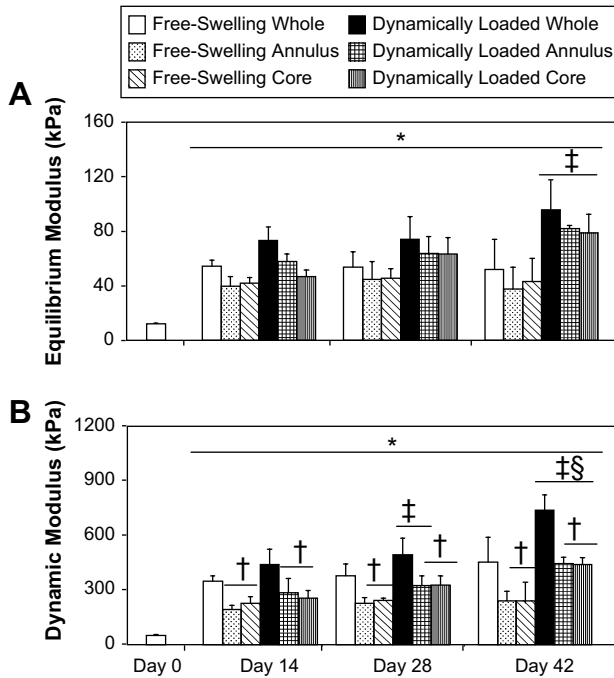 Free-Swelling Whole Dynamically Loaded Whole
Free-Swelling Annulus Dynamically Loaded Annulus
Free-Swelling Core Dynamically Loaded Core
A
Equilibrium Modulus (kPa)
160
120
80
40
0
*
‡
B
Dynamic Modulus (kPa)
1200
900
600
300
0
*
‡§
‡
†
†
†
†
†
†
Day 0 Day 14 Day 28 Day 42